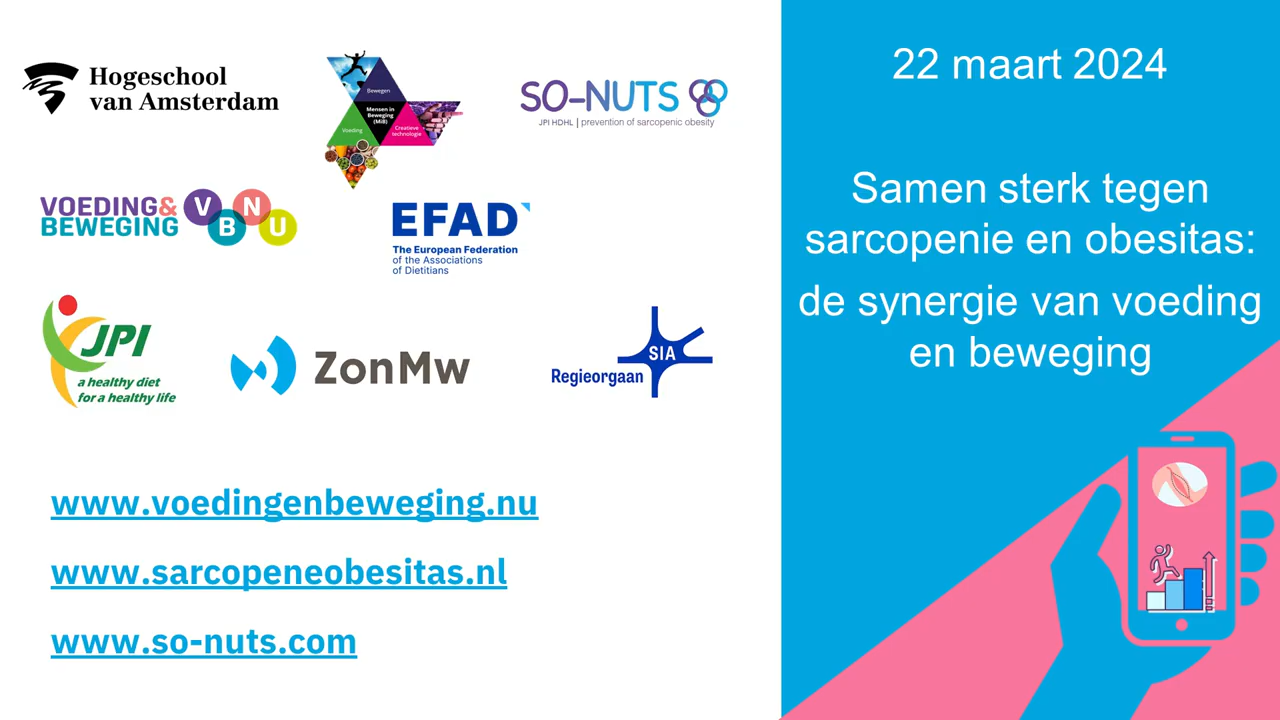 Hogeschool
van Amsterdam
Bewegen
Mensen in
Beweging
(MiB)
Voeding
Creatieve
technologie
SO-NUTS
JPI HDHL | prevention of sarcopenic obesity
VOEDING&
BEWEGING
V B N U
EFAD
The European Federation
of the Associations
of Dietitians
JPI
a healthy diet
for a healthy life
ZonMw
SIA
Regieorgaan
www.voedingenbeweging.nu
www.sarcopeneobesitas.nl
www.so-nuts.com
22 maart 2024
Samen sterk tegen
sarcopenie en obesitas:
de synergie van voeding
en beweging